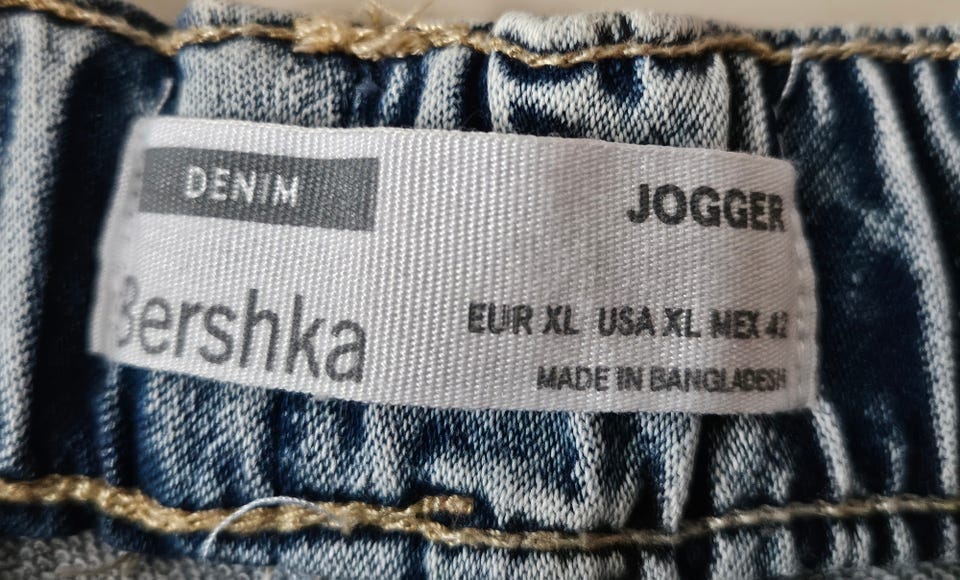 DENIM
JOGGER
Bershka
EUR XL USA XL MEX 42
MADE IN BANGLADESH